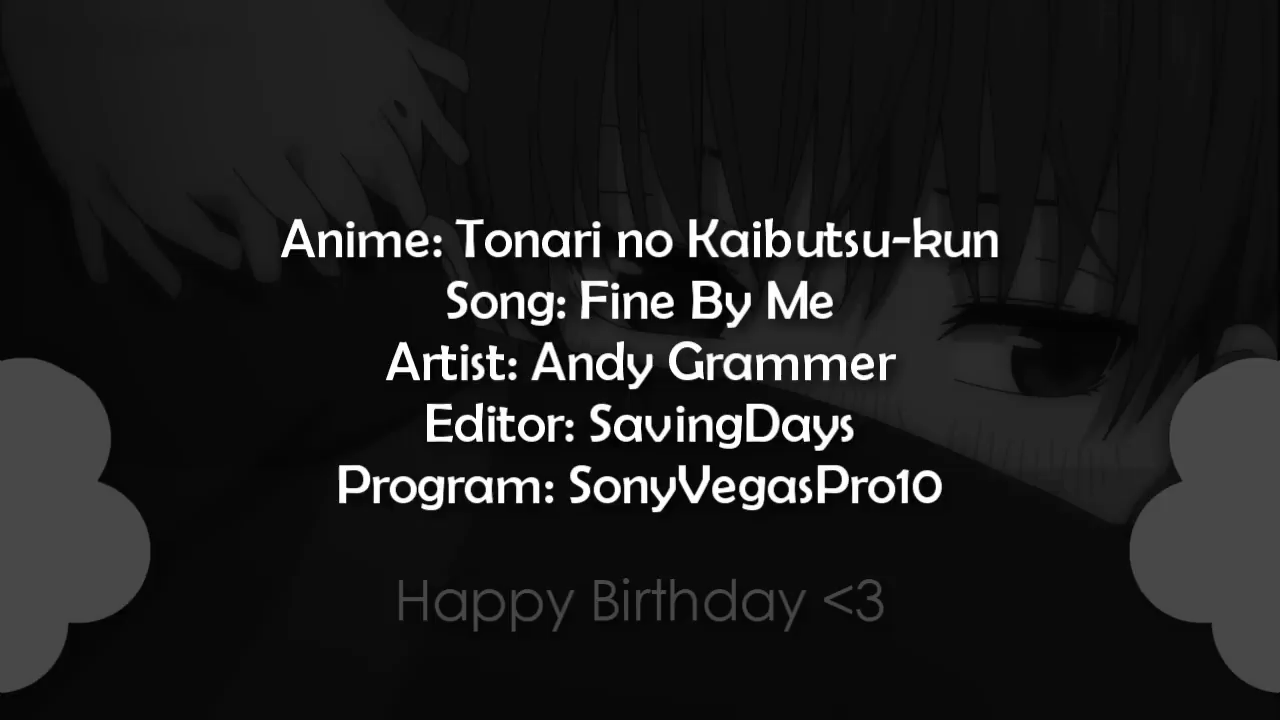 Anime: Tonari no Kaibutsu-kun
Song: Fine By Me
Artist: Andy Grammer
Editor: SavingDays
Program: SonyVegasPro10
Happy Birthday <3